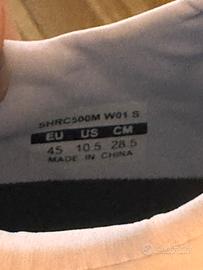 SHRC500M W01 S
EU US CM
45 10.5 28.5
MADE IN CHINA